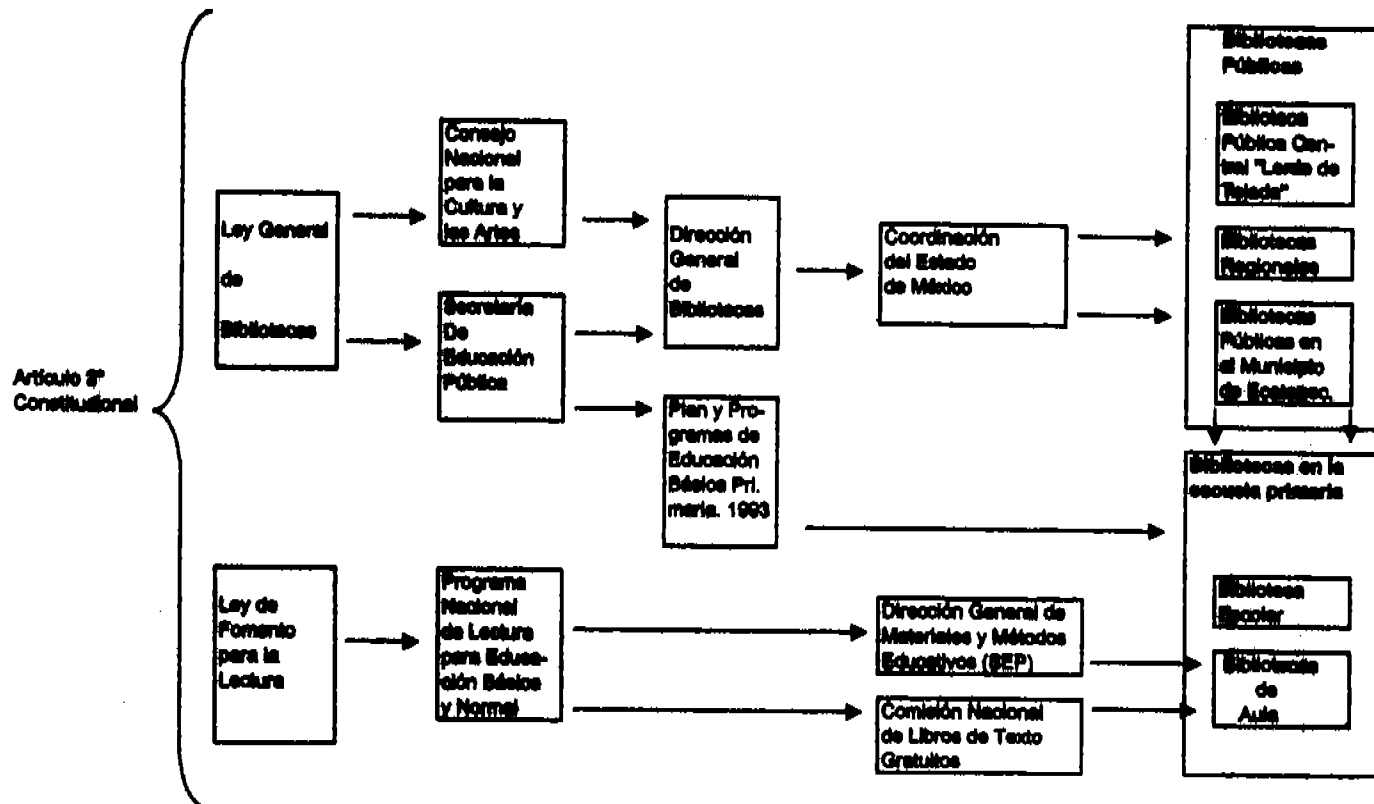 Artículo 3°
Constitucional
Ley General
de
Bibliotecas
Consejo
Nacional
para la
Cultura y
las Artes
Secretaría
De
Educación
Pública
Dirección
General
de
Bibliotecas
Plan y Pro-
gramas de
Educación
Básica Pri.
maria. 1993
Coordinación
del Estado
de México
Bibliotecas
Públicas
Biblioteca
Pública Cen-
tral "Lerdo de
Tejada"
Bibliotecas
Regionales
Bibliotecas
Públicas en
el Municipio
de Ecatepec.
Bibliotecas en la
escuela primaria
Biblioteca
Escolar
Bibliotecas
de
Aula
Ley de
Fomento
para la
Lectura
Programa
Nacional
de Lectura
para Educa-
ción Básica
y Normal
Dirección General de
Materiales y Métodos
Educativos (SEP)
Comisión Nacional
de Libros de Texto
Gratuitos